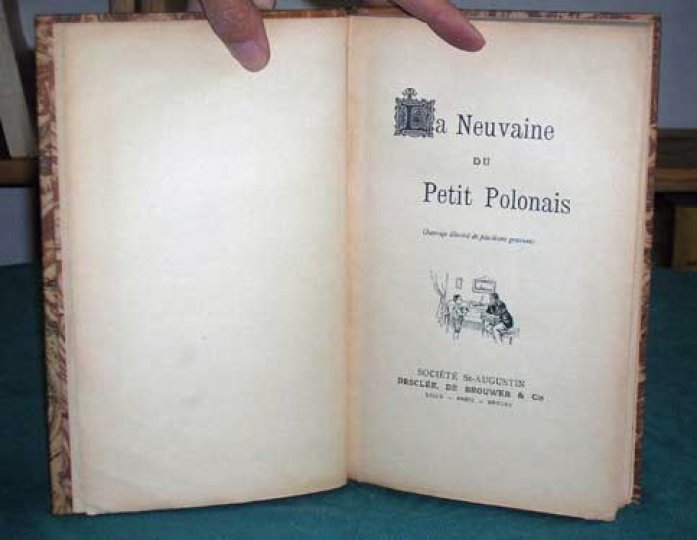 La Neuvaine
DU
Petit Polonais
Ouvrage illustré de plusieurs gravures
SOCIÉTÉ St-AUGUSTIN
DESCLÉE, DE BROUWER & Cie
LILLE – PARIS – BRUGES